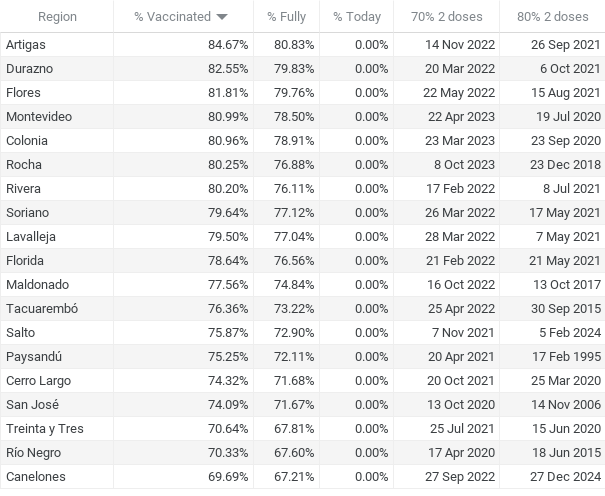 Region % Vaccinated % Fully % Today 70% 2 doses 80% 2 doses
Artigas 84.67% 80.83% 0.00% 14 Nov 2022 26 Sep 2021
Durazno 82.55% 79.83% 0.00% 20 Mar 2022 6 Oct 2021
Flores 81.81% 79.76% 0.00% 22 May 2022 15 Aug 2021
Montevideo 80.99% 78.50% 0.00% 22 Apr 2023 19 Jul 2020
Colonia 80.96% 78.91% 0.00% 23 Mar 2023 23 Sep 2020
Rocha 80.25% 76.88% 0.00% 8 Oct 2023 23 Dec 2018
Rivera 80.20% 76.11% 0.00% 17 Feb 2022 8 Jul 2021
Soriano 79.64% 77.12% 0.00% 26 Mar 2022 17 May 2021
Lavalleja 79.50% 77.04% 0.00% 28 Mar 2022 7 May 2021
Florida 78.64% 76.56% 0.00% 21 Feb 2022 21 May 2021
Maldonado 77.56% 74.84% 0.00% 16 Oct 2022 13 Oct 2017
Tacuarembó 76.36% 73.22% 0.00% 25 Apr 2022 30 Sep 2015
Salto 75.87% 72.90% 0.00% 7 Nov 2021 5 Feb 2024
Paysandú 75.25% 72.11% 0.00% 20 Apr 2021 17 Feb 1995
Cerro Largo 74.32% 71.68% 0.00% 20 Oct 2021 25 Mar 2020
San José 74.09% 71.67% 0.00% 13 Oct 2020 14 Nov 2006
Treinta y Tres 70.64% 67.81% 0.00% 25 Jul 2021 15 Jun 2020
Río Negro 70.33% 67.60% 0.00% 17 Apr 2020 18 Jun 2015
Canelones 69.69% 67.21% 0.00% 27 Sep 2022 27 Dec 2024